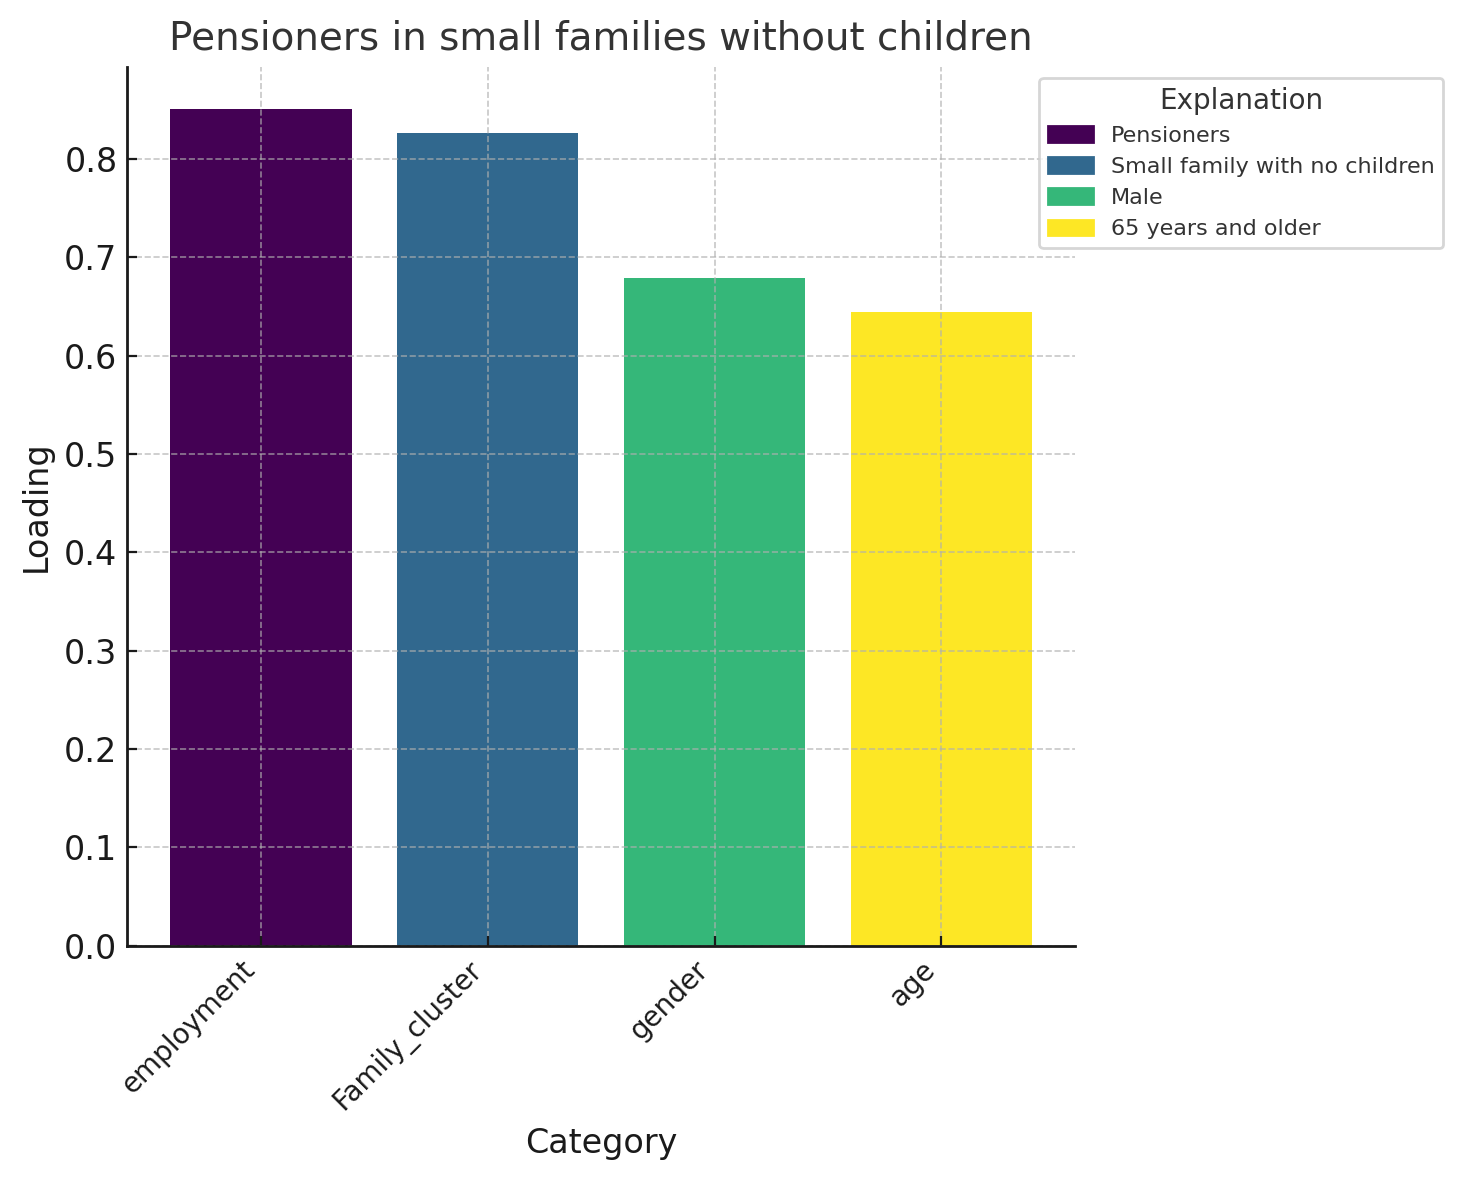 Pensioners in small families without children
Explanation
Pensioners
Small family with no children
Male
65 years and older
Loading
0.8
0.7
0.6
0.5
0.4
0.3
0.2
0.1
0.0
employment
Family_cluster
gender
age
Category